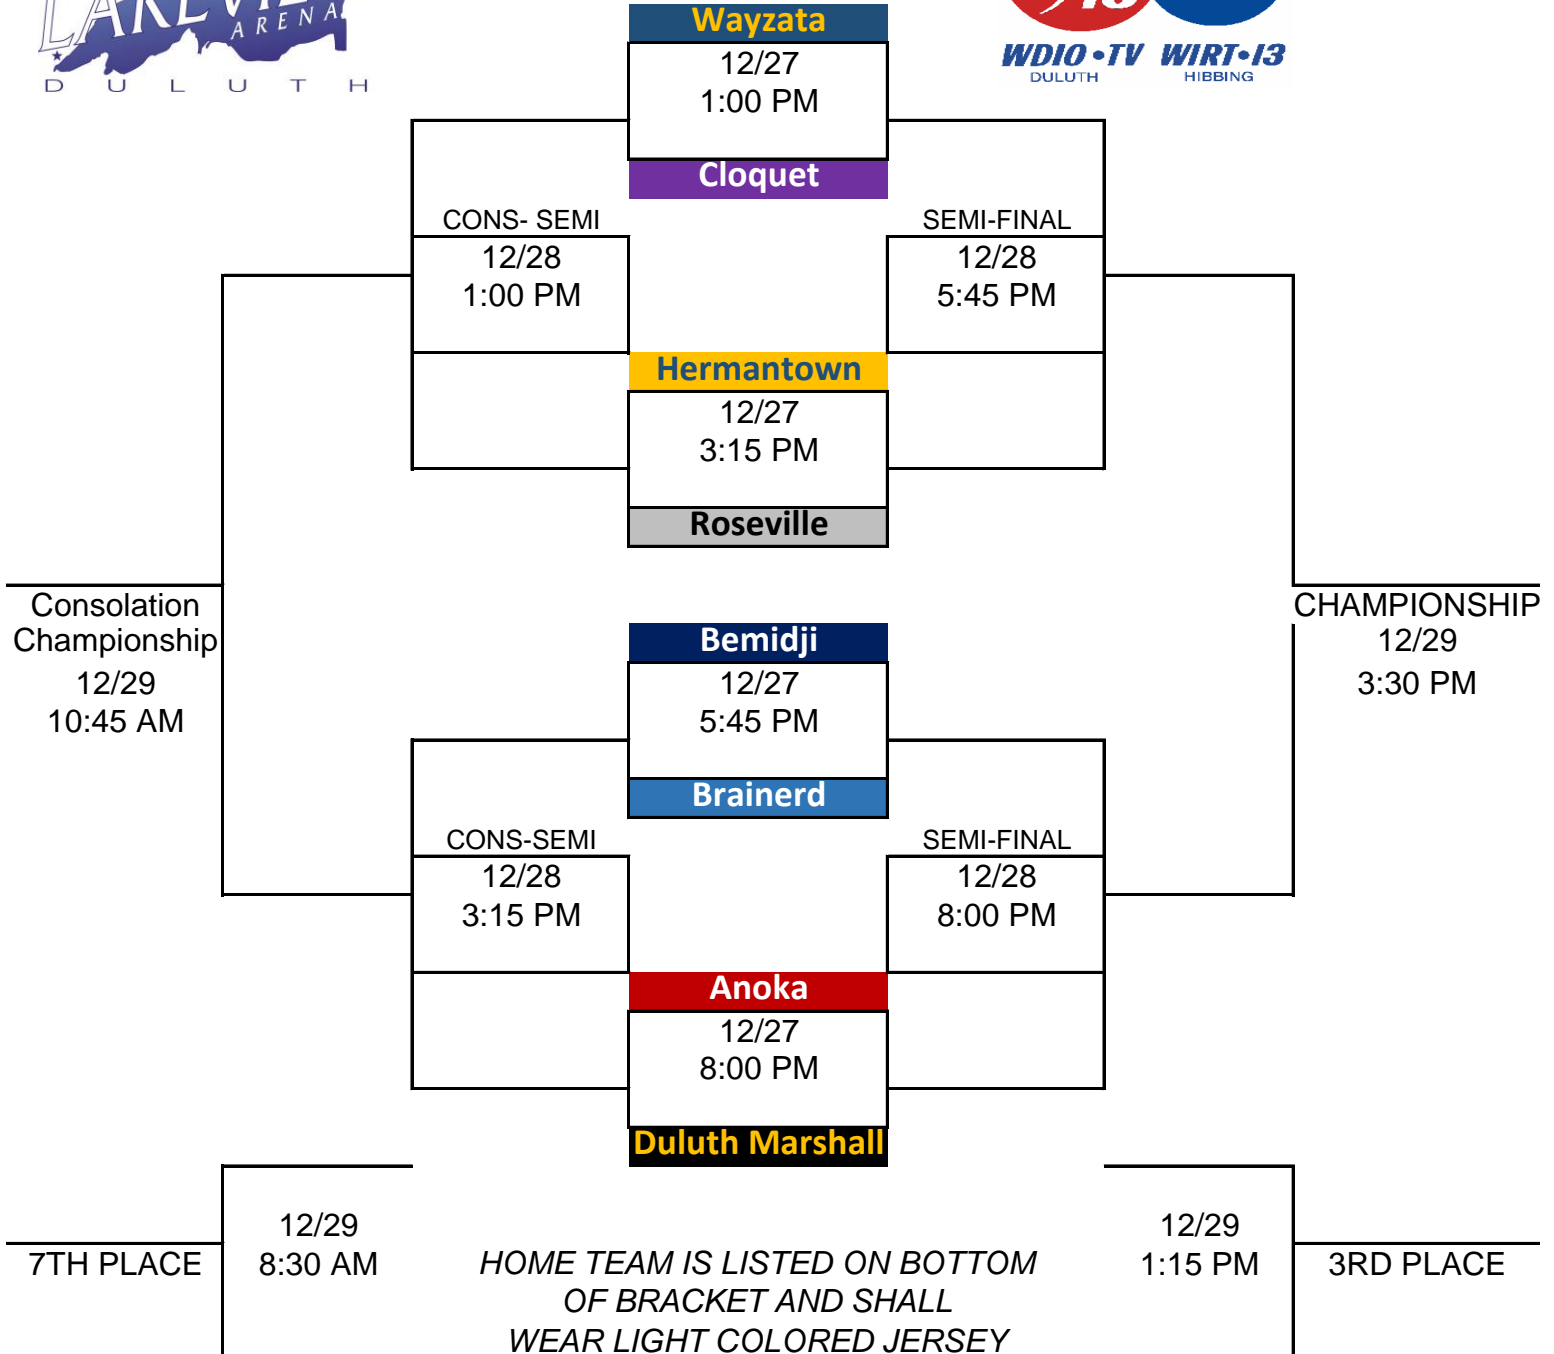 ARENA
DULUTH
WDIO•TV
DULUTH
WIRT•13
HIBBING
Wayzata
12/27
1:00 PM
Cloquet
CONS- SEMI
12/28
1:00 PM
SEMI-FINAL
12/28
5:45 PM
Hermantown
12/27
3:15 PM
Roseville
Consolation
Championship
12/29
10:45 AM
CHAMPIONSHIP
12/29
3:30 PM
Bemidji
12/27
5:45 PM
Brainerd
CONS-SEMI
12/28
3:15 PM
SEMI-FINAL
12/28
8:00 PM
Anoka
12/27
8:00 PM
Duluth Marshall
7TH PLACE
12/29
8:30 AM
HOME TEAM IS LISTED ON BOTTOM
OF BRACKET AND SHALL
WEAR LIGHT COLORED JERSEY
12/29
1:15 PM
3RD PLACE